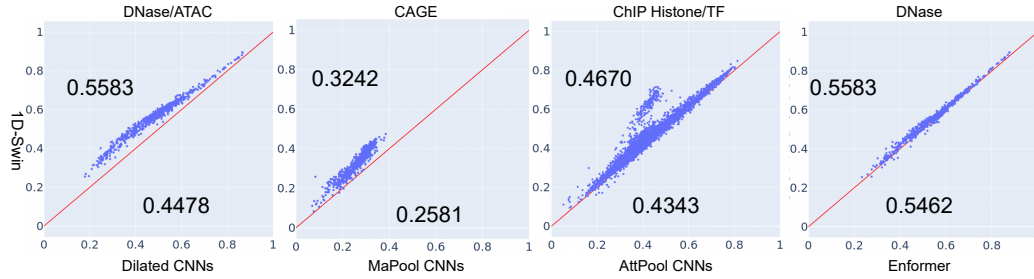 DNase/ATAC
1D-Swin
1
0.8
0.6
0.4
0.2
0
0.5583
0.4478
0 0.2 0.4 0.6 0.8 1
Dilated CNNs
CAGE
1
0.8
0.6
0.4
0.2
0
0.3242
0.2581
0 0.2 0.4 0.6 0.8 1
MaPool CNNs
ChIP Histone/TF
1
0.8
0.6
0.4
0.2
0
0.4670
0.4343
0 0.2 0.4 0.6 0.8 1
AttPool CNNs
DNase
1
0.8
0.6
0.4
0.2
0
0.5583
0.5462
0 0.2 0.4 0.6 0.8
Enformer